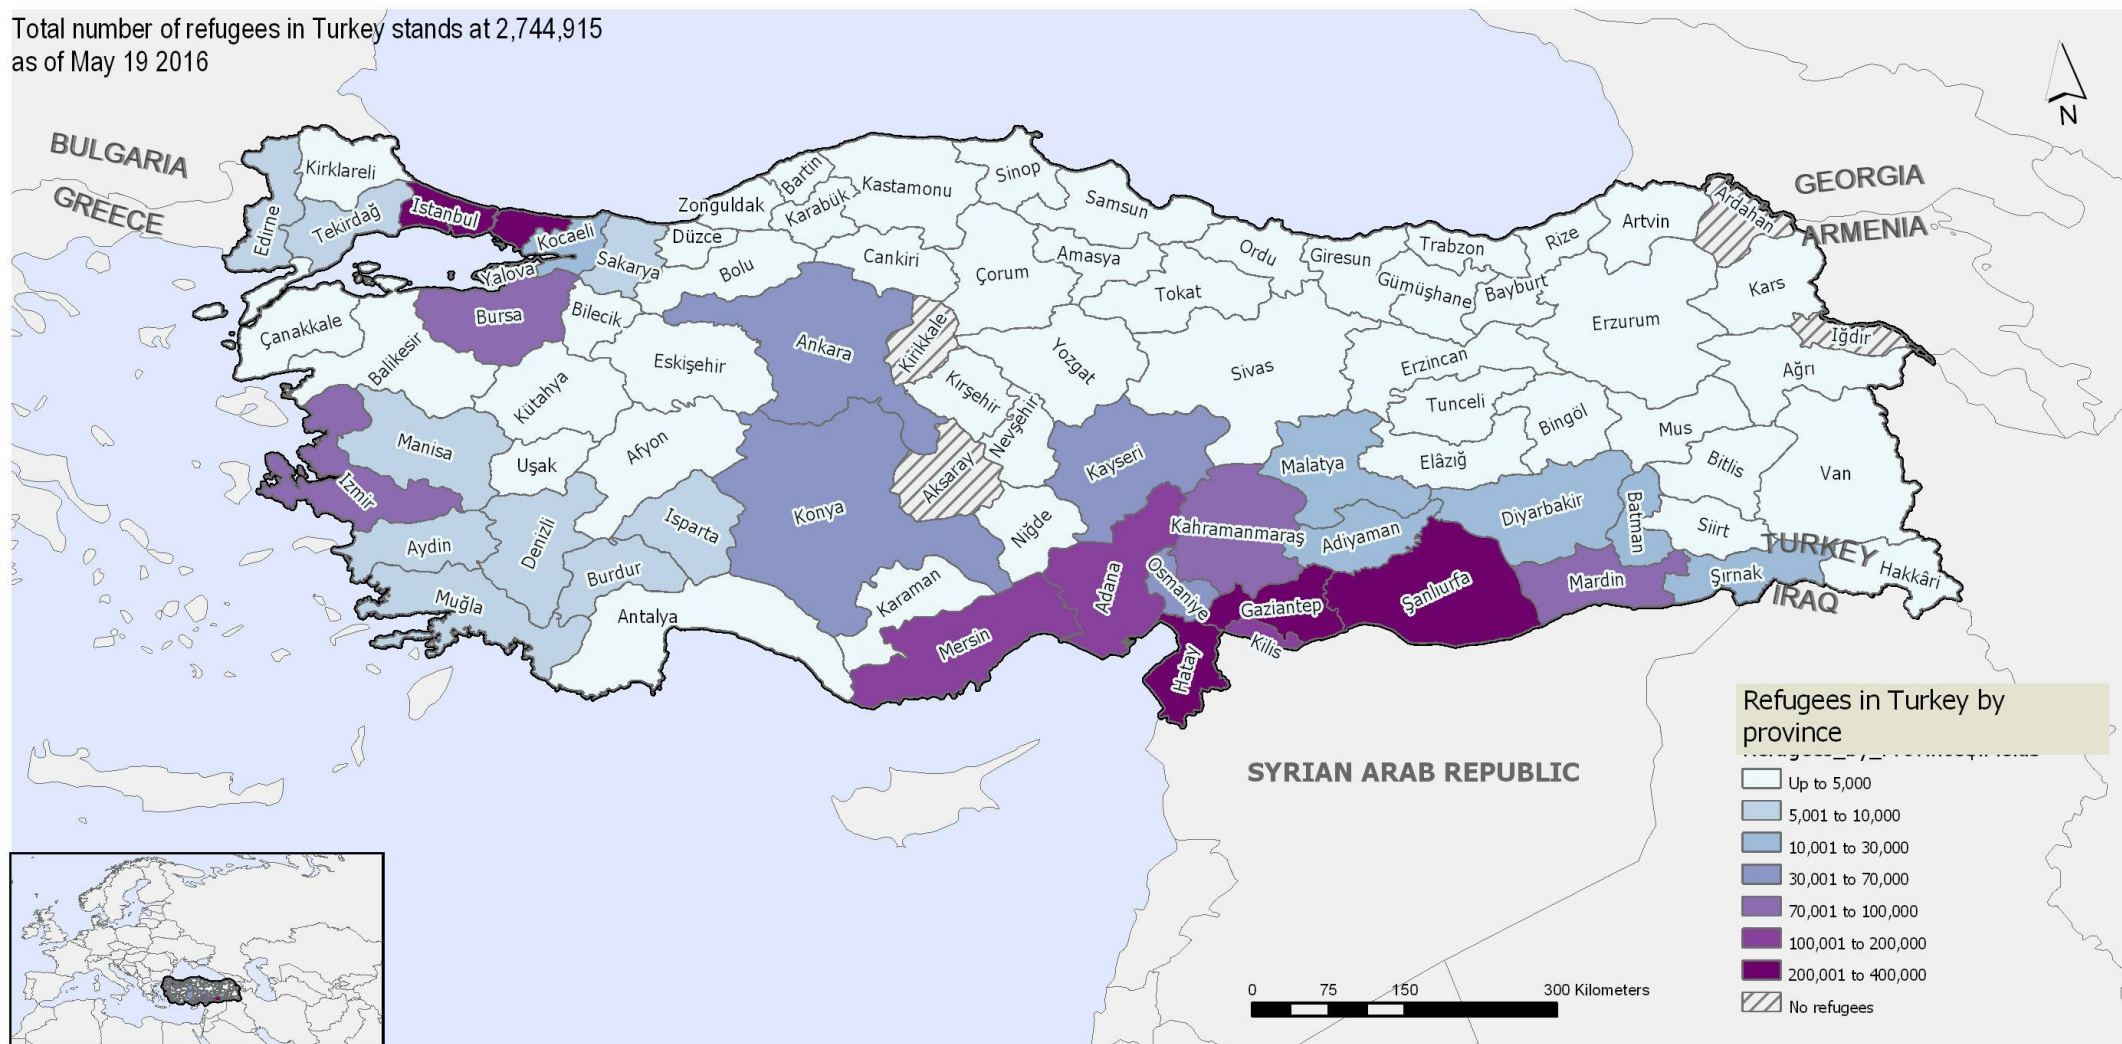 Total number of refugees in Turkey stands at 2,744,915
as of May 19 2016
BULGARIA
GREECE
GEORGIA
ARMENIA
TURKEY
IRAQ
SYRIAN ARAB REPUBLIC
N
Kirklareli
Edirne
Tekirdağ
Istanbul
Kocaeli
Yalova
Sakarya
Düzce
Zonguldak
Bartin
Karabük
Kastamonu
Sinop
Samsun
Bolu
Cankiri
Çorum
Amasya
Tokat
Ordu
Giresun
Trabzon
Rize
Artvin
Ardahan
Gümüşhane
Bayburt
Kars
Iğdir
Erzurum
Ağrı
Çanakkale
Balikesir
Bursa
Bilecik
Eskişehir
Kütahya
Ankara
Kirikkale
Kırşehir
Yozgat
Sivas
Erzincan
Tunceli
Bingöl
Mus
Bitlis
Van
Manisa
Izmir
Uşak
Afyon
Konya
Aksaray
Nevşehir
Kayseri
Malatya
Elâzığ
Diyarbakir
Batman
Siirt
Hakkâri
Şırnak
Mardin
Aydin
Denizli
Isparta
Burdur
Muğla
Antalya
Karaman
Niğde
Mersin
Adana
Kahramanmaraş
Adiyaman
Osmaniye
Gaziantep
Kilis
Hatay
Şanlıurfa
Refugees in Turkey by
province
Up to 5,000
5,001 to 10,000
10,001 to 30,000
30,001 to 70,000
70,001 to 100,000
100,001 to 200,000
200,001 to 400,000
No refugees
0 75 150 300 Kilometers